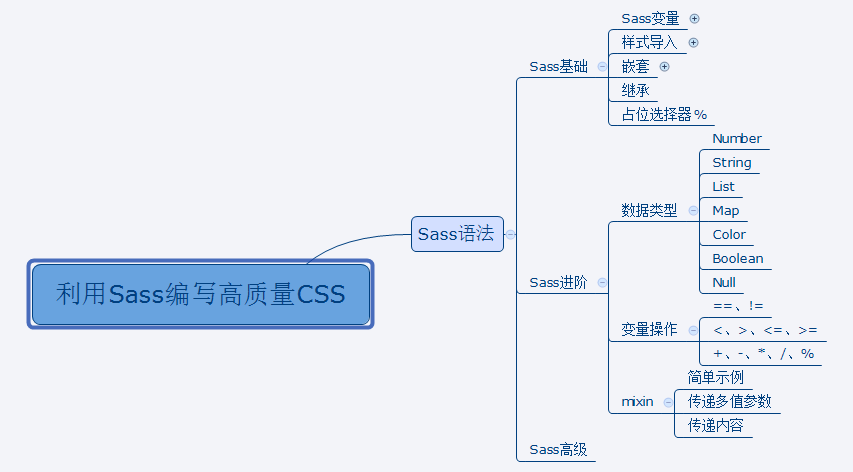 利用Sass编写高质量CSS
Sass语法
Sass基础
Sass变量
样式导入
嵌套
继承
占位选择器%
Sass进阶
数据类型
Number
String
List
Map
Color
Boolean
Null
变量操作
==、!=
<、>、<=、>=
+、-、*、/、%
mixin
简单示例
传递多值参数
传递内容
Sass高级